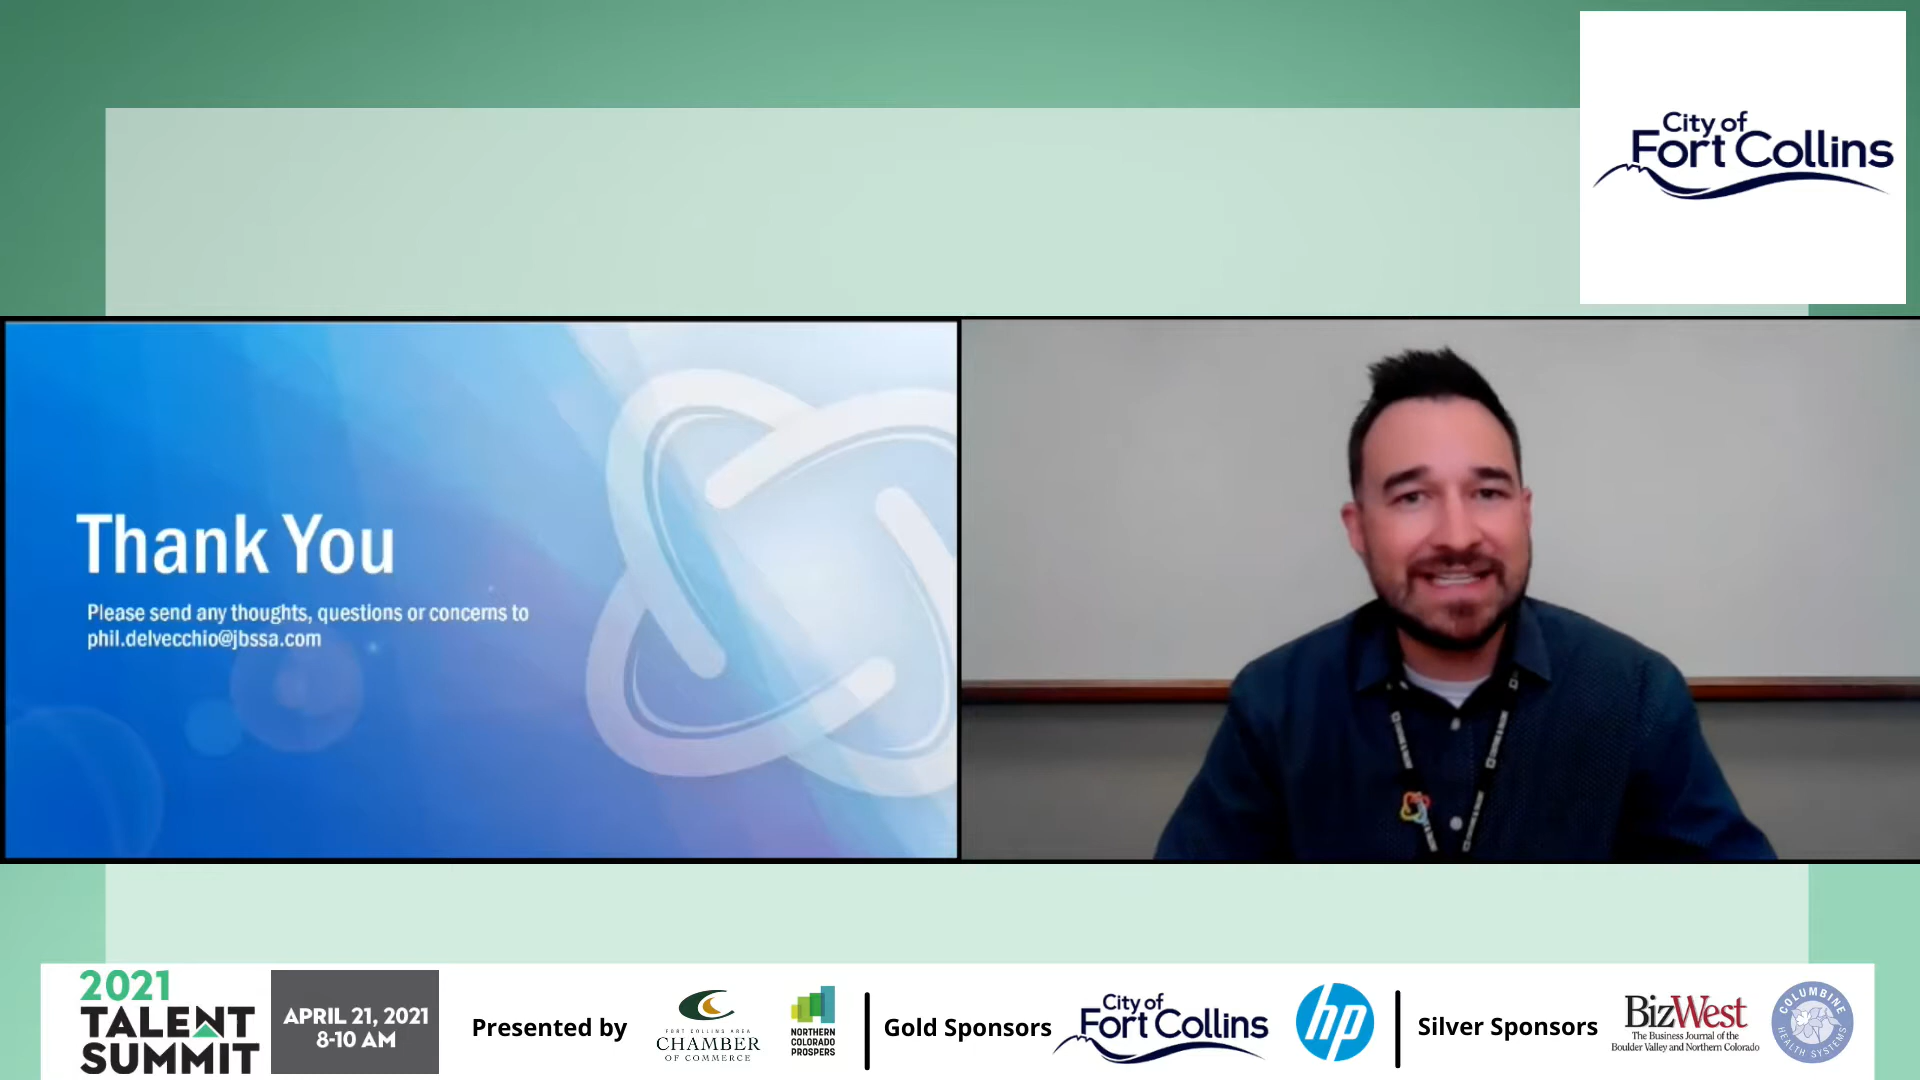 City of
Fort Collins
Thank You
Please send any thoughts, questions or concerns to
phil.delvecchio@jbssa.com
2021
TALENT
SUMMIT
APRIL 21, 2021
8-10 AM
Presented by
FORT COLLINS AREA
CHAMBER
OF COMMERCE
NORTHERN
COLORADO
PROSPERS
Gold Sponsors
City of
Fort Collins
hp
Silver Sponsors
BizWest
The Business Journal of the
Boulder Valley and Northern Colorado
COLUMBINE
HEALTH SYSTEMS